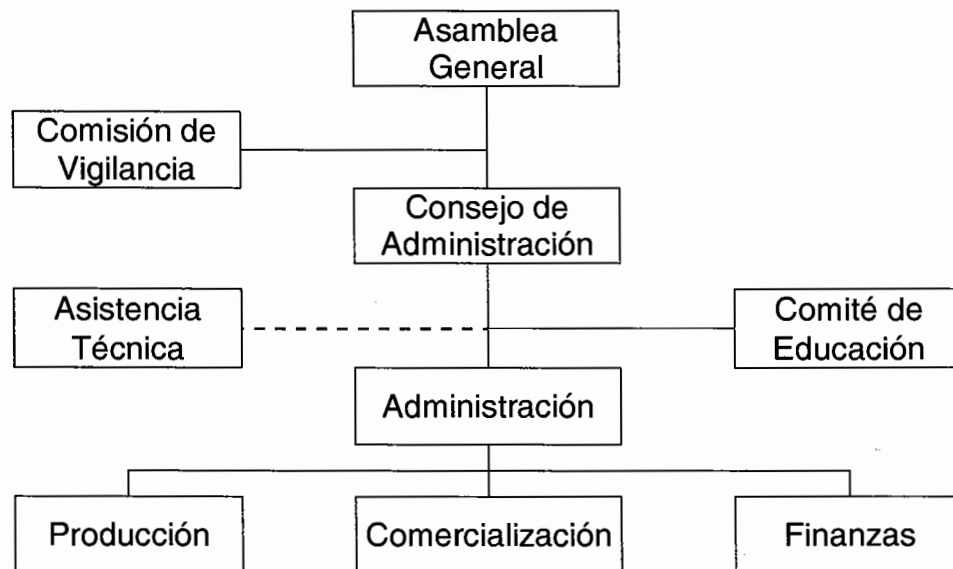 Asamblea
General
Comisión de
Vigilancia
Consejo de
Administración
Asistencia
Técnica
Comité de
Educación
Administración
Producción
Comercialización
Finanzas